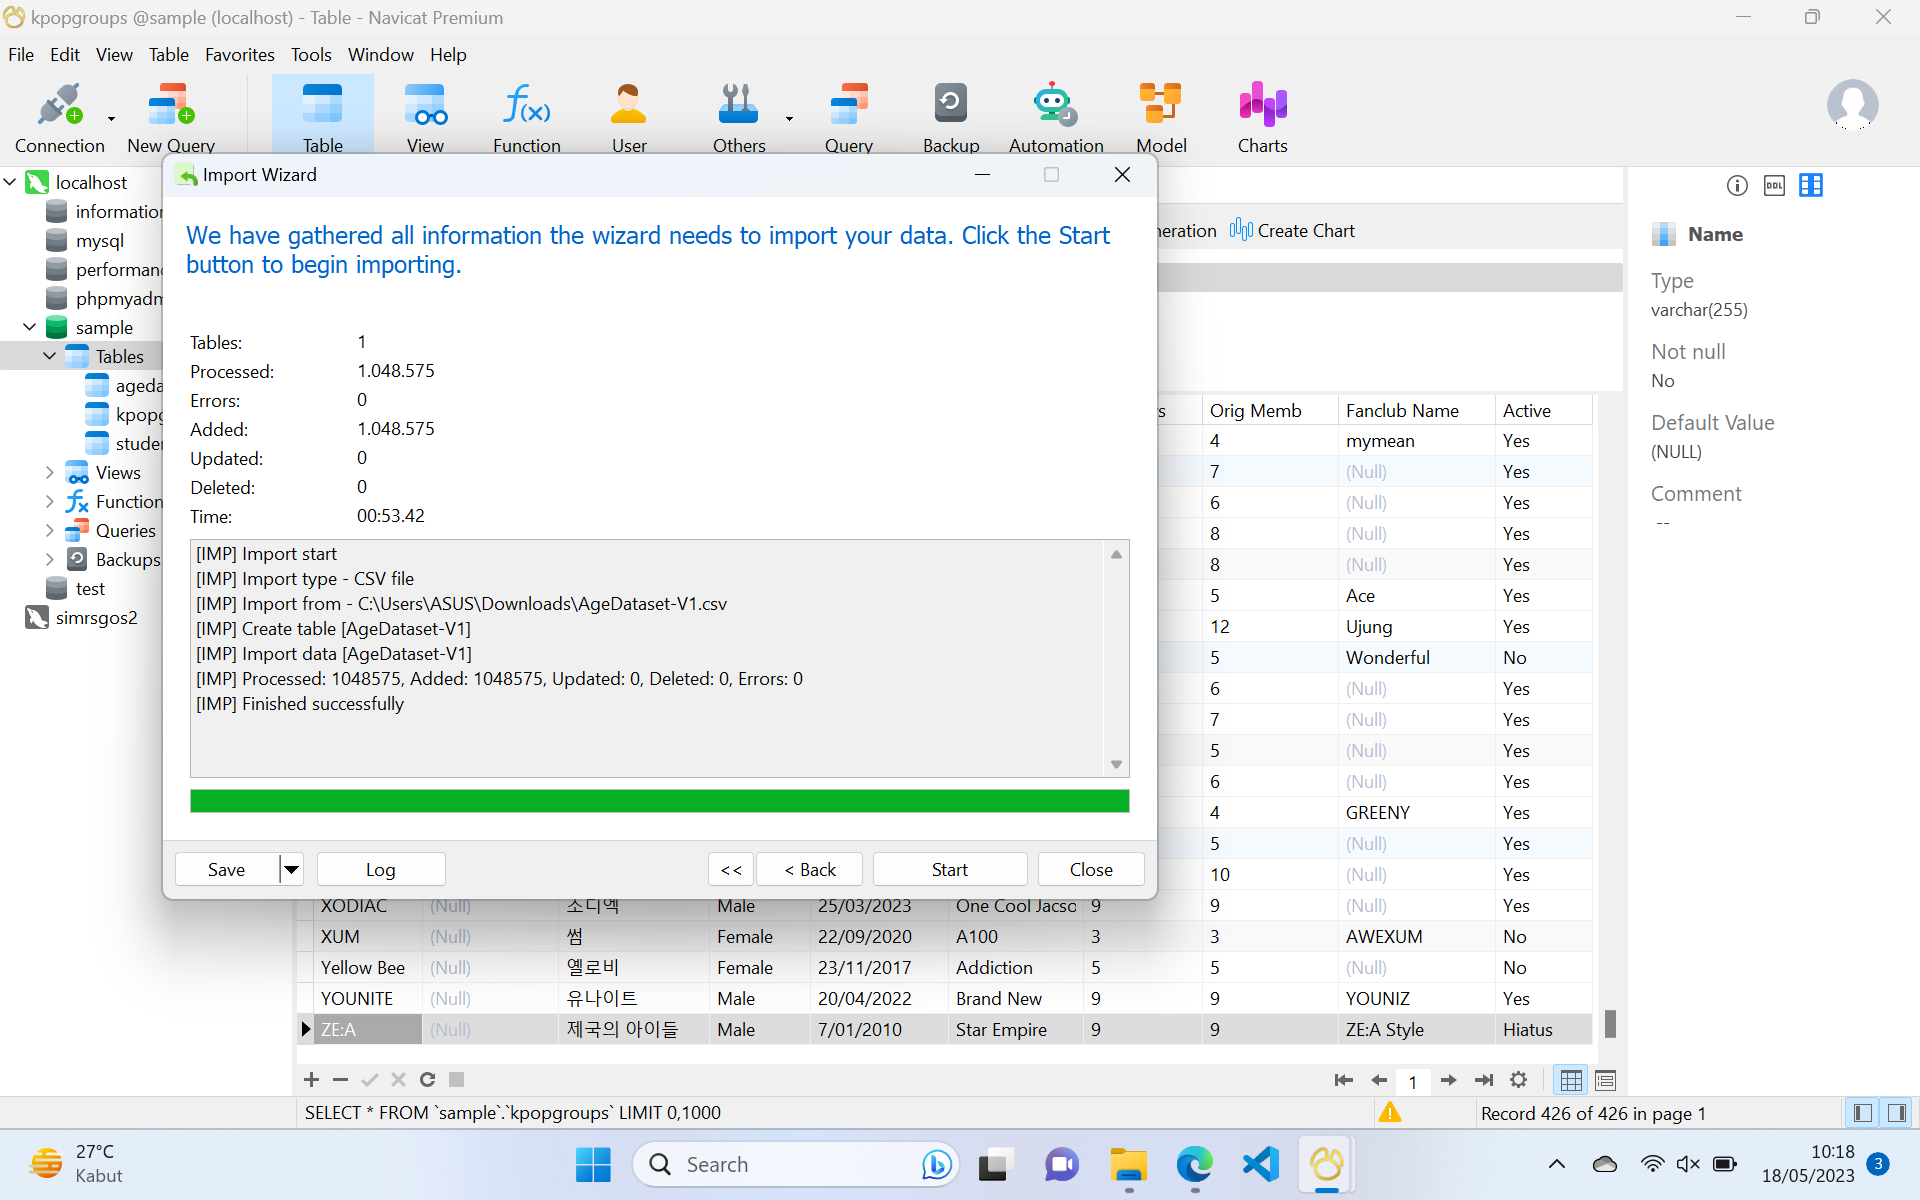 kpopgroups @sample (localhost) - Table - Navicat Premium
File Edit View Table Favorites Tools Window Help
Connection New Query Table View Function User Others Query Backup Automation Model Charts
Import Wizard
We have gathered all information the wizard needs to import your data. Click the Start
button to begin importing.
Tables: 1
Processed: 1.048.575
Errors: 0
Added: 1.048.575
Updated: 0
Deleted: 0
Time: 00:53.42
[IMP] Import start
[IMP] Import type - CSV file
[IMP] Import from - C:\Users\ASUS\Downloads\AgeDataset-V1.csv
[IMP] Create table [AgeDataset-V1]
[IMP] Import data [AgeDataset-V1]
[IMP] Processed: 1048575, Added: 1048575, Updated: 0, Deleted: 0, Errors: 0
[IMP] Finished successfully
Save Log << < Back Start Close
localhost
information
mysql
performan
phpmyadm
sample
Tables
ageda
kpopg
studen
Views
Function
Queries
Backups
test
simrsgos2
neration Create Chart
s Orig Memb Fanclub Name Active
4 mymean Yes
7 (Null) Yes
6 (Null) Yes
8 (Null) Yes
8 (Null) Yes
5 Ace Yes
12 Ujung Yes
5 Wonderful No
6 (Null) Yes
7 (Null) Yes
5 (Null) Yes
6 (Null) Yes
4 GREENY Yes
5 (Null) Yes
10 (Null) Yes
XODIAC (Null) 소디엑 Male 25/03/2023 One Cool Jacso 9 9 (Null) Yes
XUM (Null) 썸 Female 22/09/2020 A100 3 3 AWEXUM No
Yellow Bee (Null) 옐로비 Female 23/11/2017 Addiction 5 5 (Null) No
YOUNITE (Null) 유나이트 Male 20/04/2022 Brand New 9 9 YOUNIZ Yes
ZE:A (Null) 제국의 아이들 Male 7/01/2010 Star Empire 9 9 ZE:A Style Hiatus
1
SELECT * FROM `sample`.`kpopgroups` LIMIT 0,1000
Record 426 of 426 in page 1
DDL
Name
Type
varchar(255)
Not null
No
Default Value
(NULL)
Comment
--
27°C
Kabut
Search
10:18
18/05/2023
3